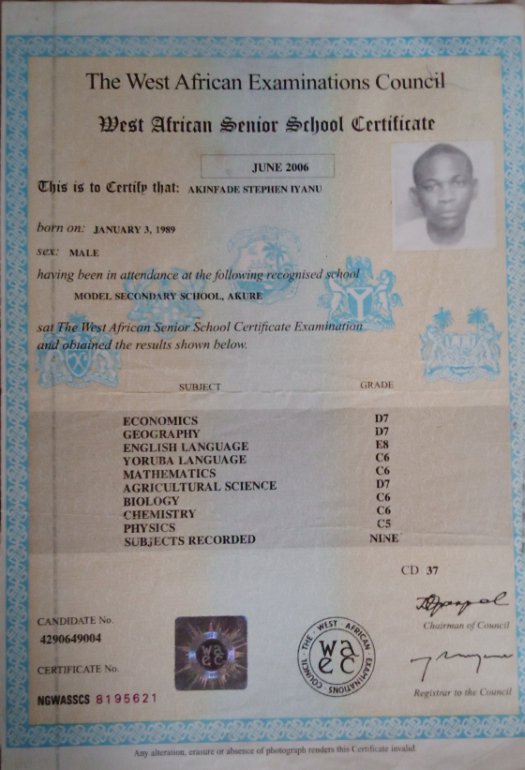 The West African Examinations Council
West African Senior School Certificate
JUNE 2006
This is to Certify that: AKINFADE STEPHEN IYANU
born on: JANUARY 3, 1989
sex: MALE
having been in attendance at the following recognised school
MODEL SECONDARY SCHOOL, AKURE
sat The West African Senior School Certificate Examination
and obtained the results shown below.
SUBJECT GRADE
ECONOMICS D7
GEOGRAPHY D7
ENGLISH LANGUAGE E8
YORUBA LANGUAGE C6
MATHEMATICS C6
AGRICULTURAL SCIENCE D7
BIOLOGY C6
CHEMISTRY C6
PHYSICS C5
SUBJECTS RECORDED NINE
CD 37
Chairman of Council
CANDIDATE No.
4290649004
CERTIFICATE No.
NGWASSCS 8195621
waec
THE WEST AFRICAN EXAMINATIONS COUNCIL
waec
Registrar to the Council
Any alteration, erasure or absence of photograph renders this Certificate invalid.